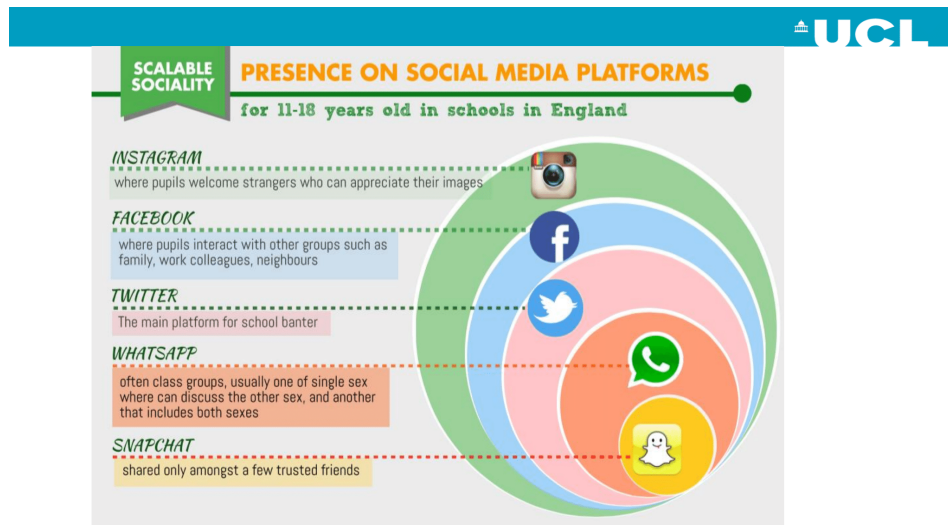 UCL
SCALABLE
SOCIALITY
PRESENCE ON SOCIAL MEDIA PLATFORMS
for 11-18 years old in schools in England
INSTAGRAM
where pupils welcome strangers who can appreciate their images
FACEBOOK
where pupils interact with other groups such as
family, work colleagues, neighbours
TWITTER
The main platform for school banter
WHATSAPP
often class groups, usually one of single sex
where can discuss the other sex, and another
that includes both sexes
SNAPCHAT
shared only amongst a few trusted friends